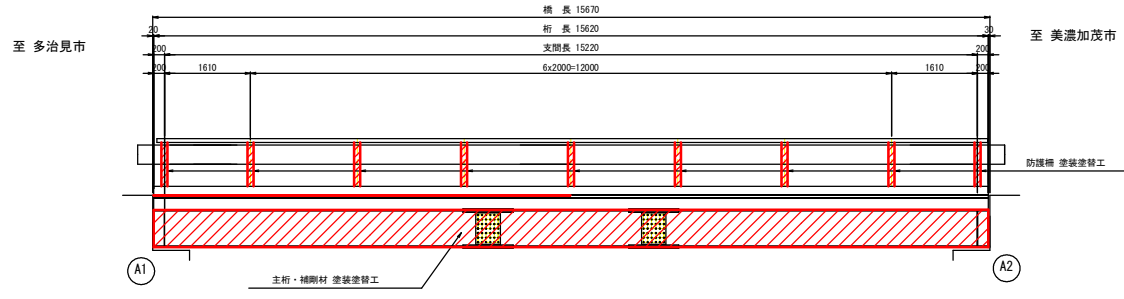 橋 長 15670
20
桁 長 15620
30
至 多治見市
至 美濃加茂市
200
支間長 15220
200
200
1610
6x2000=12000
1610
200
防護柵 塗装塗替工
A1
主桁・補剛材 塗装塗替工
A2